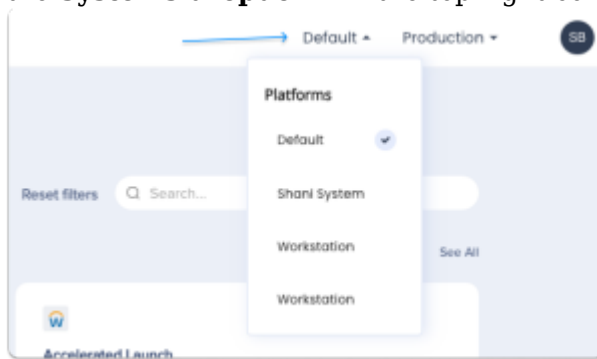 Default Production SB
Platforms
Default
Shani System
Reset filters Search...
Workstation See All
Workstation
W
Accelerated Launch